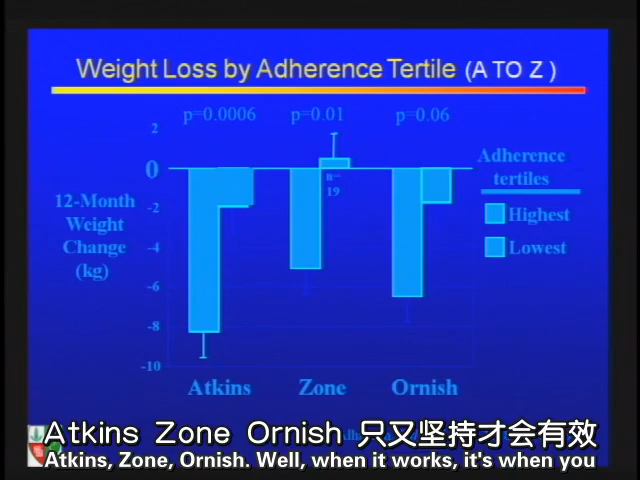 Weight Loss by Adherence Tertile (A TO Z )
p=0.0006 p=0.01 p=0.06
2
0
-2
-4
-6
-8
-10
12-Month
Weight
Change
(kg)
n=
19
Adherence
tertiles
Highest
Lowest
Atkins Zone Ornish
Atkins Zone Ornish 只又坚持才会有效
Atkins, Zone, Ornish. Well, when it works, it's when you